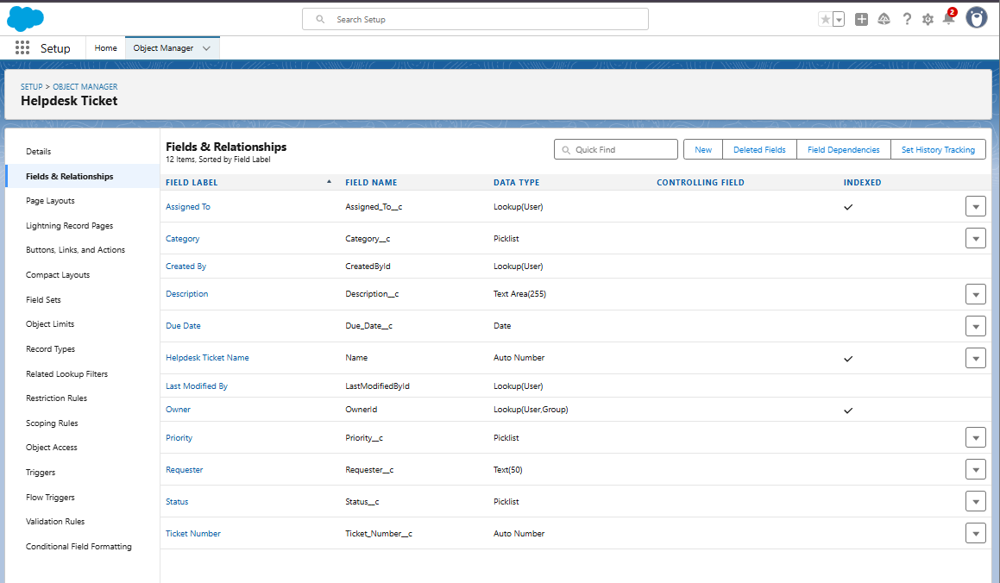 Search Setup
2
Setup
Home
Object Manager
SETUP > OBJECT MANAGER
Helpdesk Ticket
Details
Fields & Relationships
Page Layouts
Lightning Record Pages
Buttons, Links, and Actions
Compact Layouts
Field Sets
Object Limits
Record Types
Related Lookup Filters
Restriction Rules
Scoping Rules
Object Access
Triggers
Flow Triggers
Validation Rules
Conditional Field Formatting
Fields & Relationships
12 Items, Sorted by Field Label
Quick Find
New
Deleted Fields
Field Dependencies
Set History Tracking
FIELD LABEL FIELD NAME DATA TYPE CONTROLLING FIELD INDEXED
Assigned To Assigned_To__c Lookup(User)
Category Category__c Picklist
Created By CreatedById Lookup(User)
Description Description__c Text Area(255)
Due Date Due_Date__c Date
Helpdesk Ticket Name Name Auto Number
Last Modified By LastModifiedById Lookup(User)
Owner OwnerId Lookup(User,Group)
Priority Priority__c Picklist
Requester Requester__c Text(50)
Status Status__c Picklist
Ticket Number Ticket_Number__c Auto Number